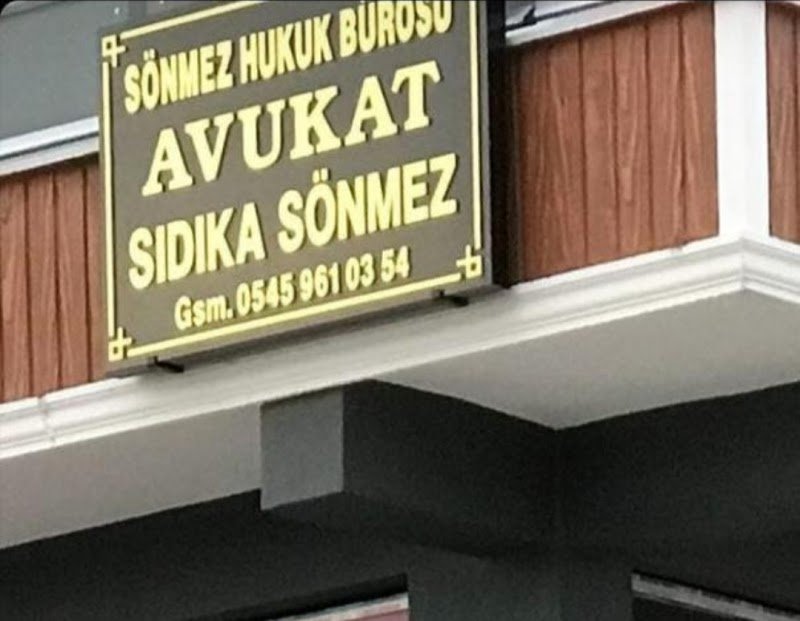 SÖNMEZ HUKUK BÜROSU
AVUKAT
SIDIKA SÖNMEZ
Gsm. 0545 961 03 54